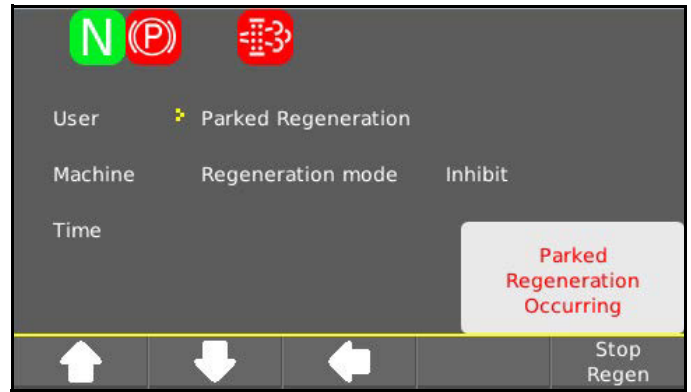 N (P)
User Parked Regeneration
Machine Regeneration mode Inhibit
Time
Parked
Regeneration
Occurring
Stop
Regen